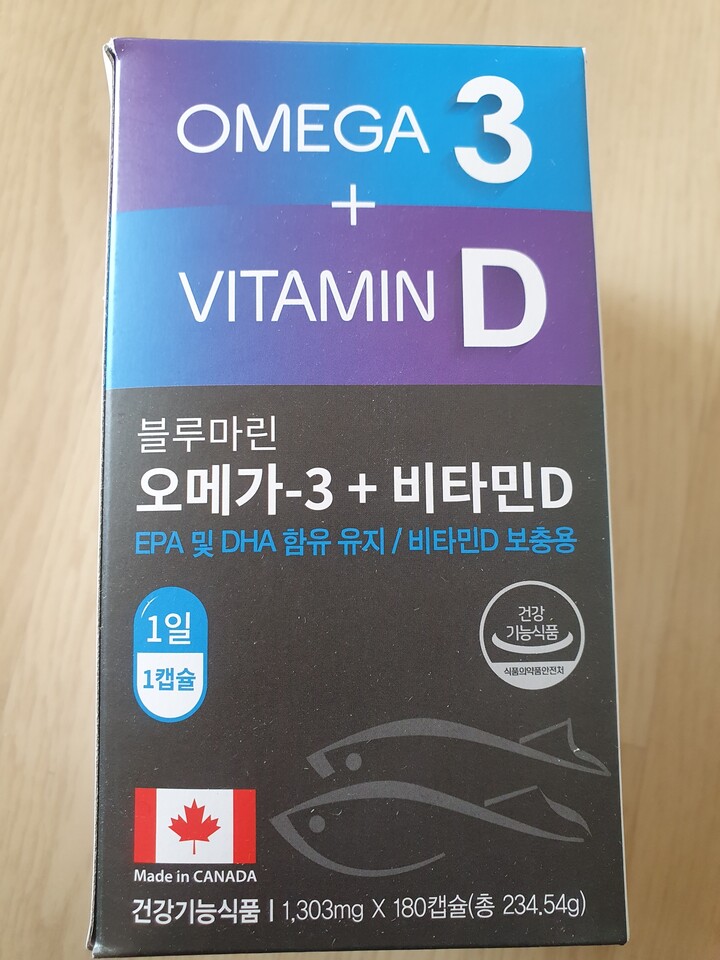 OMEGA 3
+
VITAMIN D
블루마린
오메가-3 + 비타민D
EPA 및 DHA 함유 유지 / 비타민D 보충용
1일
1캡슐
건강
기능식품
식품의약품안전처
Made in CANADA
건강기능식품 | 1,303mg X 180캡슐(총 234.54g)